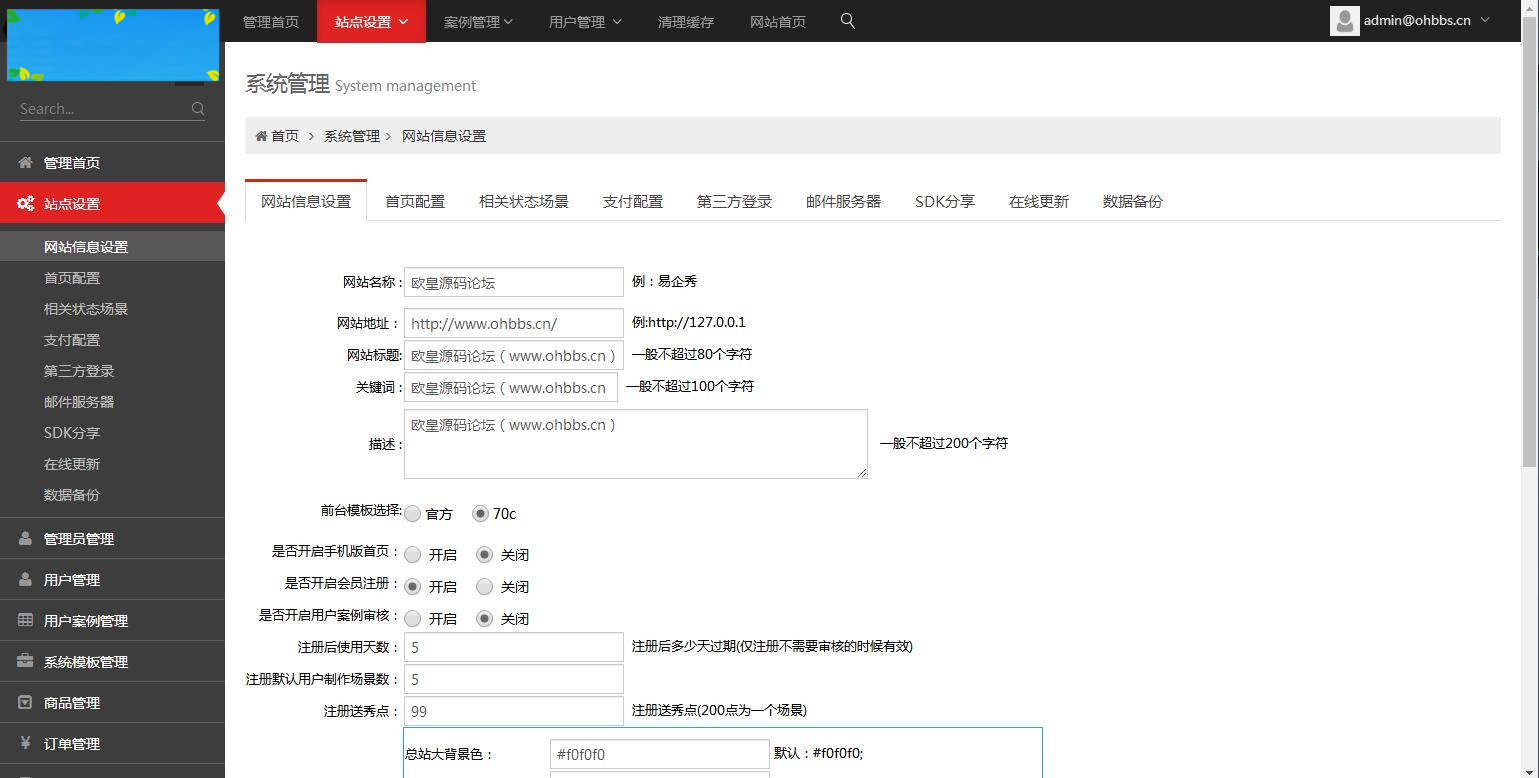 管理首页 站点设置 案例管理 用户管理 清理缓存 网站首页 admin@ohbbs.cn
Search...
管理首页
站点设置
网站信息设置
首页配置
相关状态场景
支付配置
第三方登录
邮件服务器
SDK分享
在线更新
数据备份
管理员管理
用户管理
用户案例管理
系统模板管理
商品管理
¥ 订单管理
系统管理 System management
首页 > 系统管理 > 网站信息设置
网站信息设置 首页配置 相关状态场景 支付配置 第三方登录 邮件服务器 SDK分享 在线更新 数据备份
网站名称： 欧皇源码论坛 例：易企秀
网站地址： http://www.ohbbs.cn/ 例:http://127.0.0.1
网站标题: 欧皇源码论坛（www.ohbbs.cn） 一般不超过80个字符
关键词： 欧皇源码论坛（www.ohbbs.cn 一般不超过100个字符
描述： 欧皇源码论坛（www.ohbbs.cn） 一般不超过200个字符
前台模板选择: 官方 70c
是否开启手机版首页： 开启 关闭
是否开启会员注册： 开启 关闭
是否开启用户案例审核： 开启 关闭
注册后使用天数： 5 注册后多少天过期(仅注册不需要审核的时候有效)
注册默认用户制作场景数： 5
注册送秀点： 99 注册送秀点(200点为一个场景)
总站大背景色： #f0f0f0 默认：#f0f0f0;